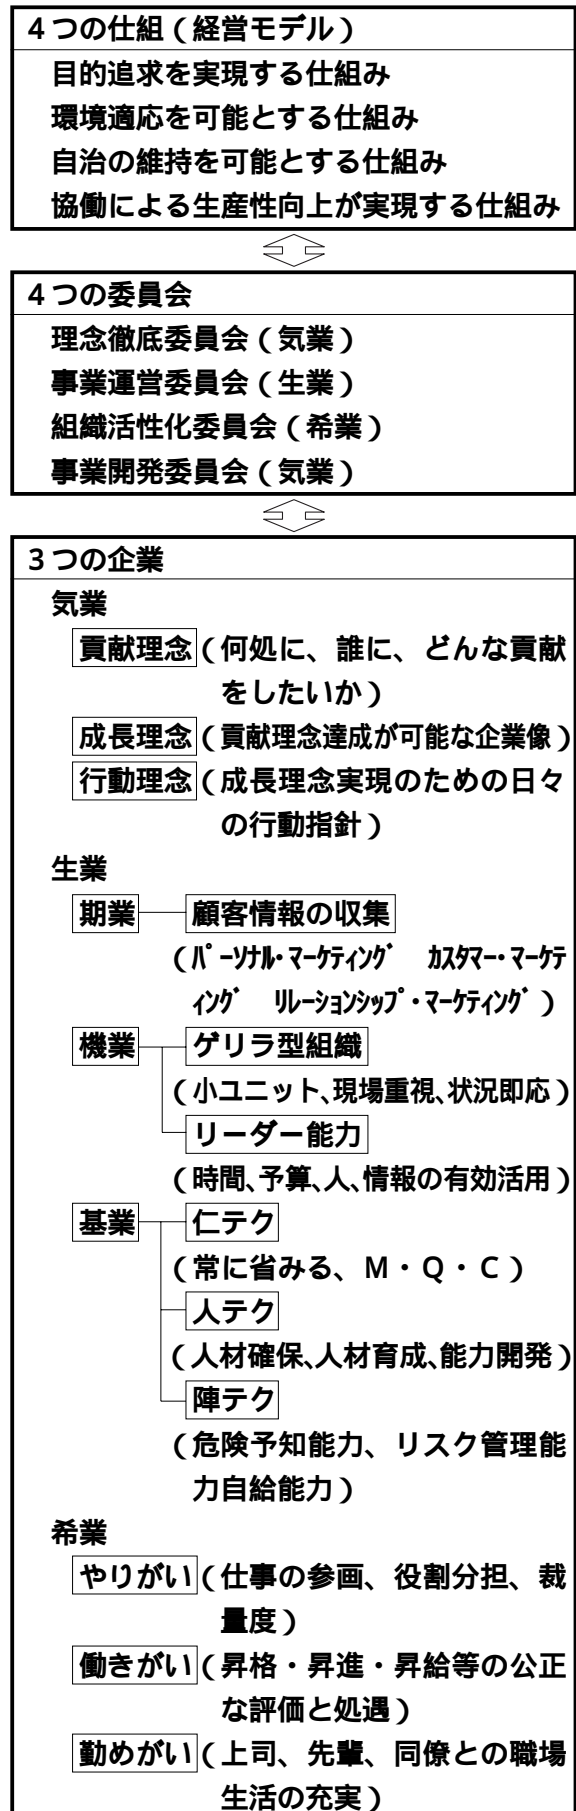 ４つの仕組（経営モデル）
目的追求を実現する仕組み
環境適応を可能とする仕組み
自治の維持を可能とする仕組み
協働による生産性向上が実現する仕組み
４つの委員会
理念徹底委員会（気業）
事業運営委員会（生業）
組織活性化委員会（希業）
事業開発委員会（気業）
３つの企業
気業
貢献理念（何処に、誰に、どんな貢献
をしたいか）
成長理念（貢献理念達成が可能な企業像）
行動理念（成長理念実現のための日々
の行動指針）
生業
期業 顧客情報の収集
（ﾊﾟｰｿﾅﾙ･ﾏｰｹﾃｨﾝｸﾞ ｶｽﾀﾏｰ･ﾏｰｹﾃ
ｨﾝｸﾞ ﾘﾚｰｼｮﾝｼｯﾌﾟ･ﾏｰｹﾃｨﾝｸﾞ）
機業 ゲリラ型組織
（小ユニット､現場重視､状況即応）
リーダー能力
（時間､予算､人､情報の有効活用）
基業 仁テク
（常に省みる、Ｍ・Ｑ・Ｃ）
人テク
（人材確保､人材育成､能力開発）
陣テク
（危険予知能力、リスク管理能
力自給能力）
希業
やりがい（仕事の参画、役割分担、裁
量度）
働きがい（昇格・昇進・昇給等の公正
な評価と処遇）
勤めがい（上司、先輩、同僚との職場
生活の充実）